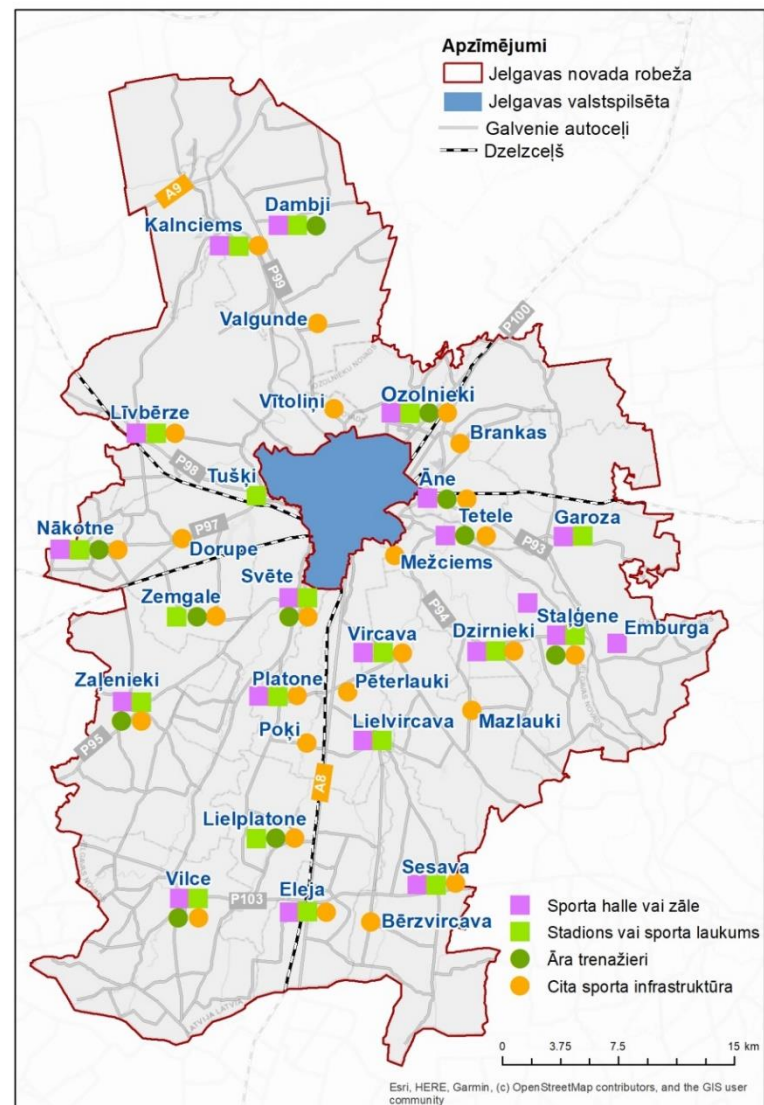 Apzīmējumi
Jelgavas novada robeža
Jelgavas valstspilsēta
Galvenie autoceļi
Dzelzceļš
A9
Dambji
Kalnciems
P99
Valgunde
P100
Vītoliņi
Ozolnieki
Līvbērze
Brankas
P98
Tušķi
Āne
Tetele
Garoza
Nākotne
P97
Dorupe
P93
Mežciems
Svēte
Zemgale
P94
Staļģene
Emburga
Vircava
Dzirnieki
Zaļenieki
Platone
Pēterlauki
Mazlauki
Poķi
Lielvircava
P95
A8
Lielplatone
Vilce
P103
Eleja
Sesava
Bērzvircava
LATVIJA
Sporta halle vai zāle
Stadions vai sporta laukums
Āra trenažieri
Cita sporta infrastruktūra
0 3.75 7.5 15 km
Esri, HERE, Garmin, (c) OpenStreetMap contributors, and the GIS user
community